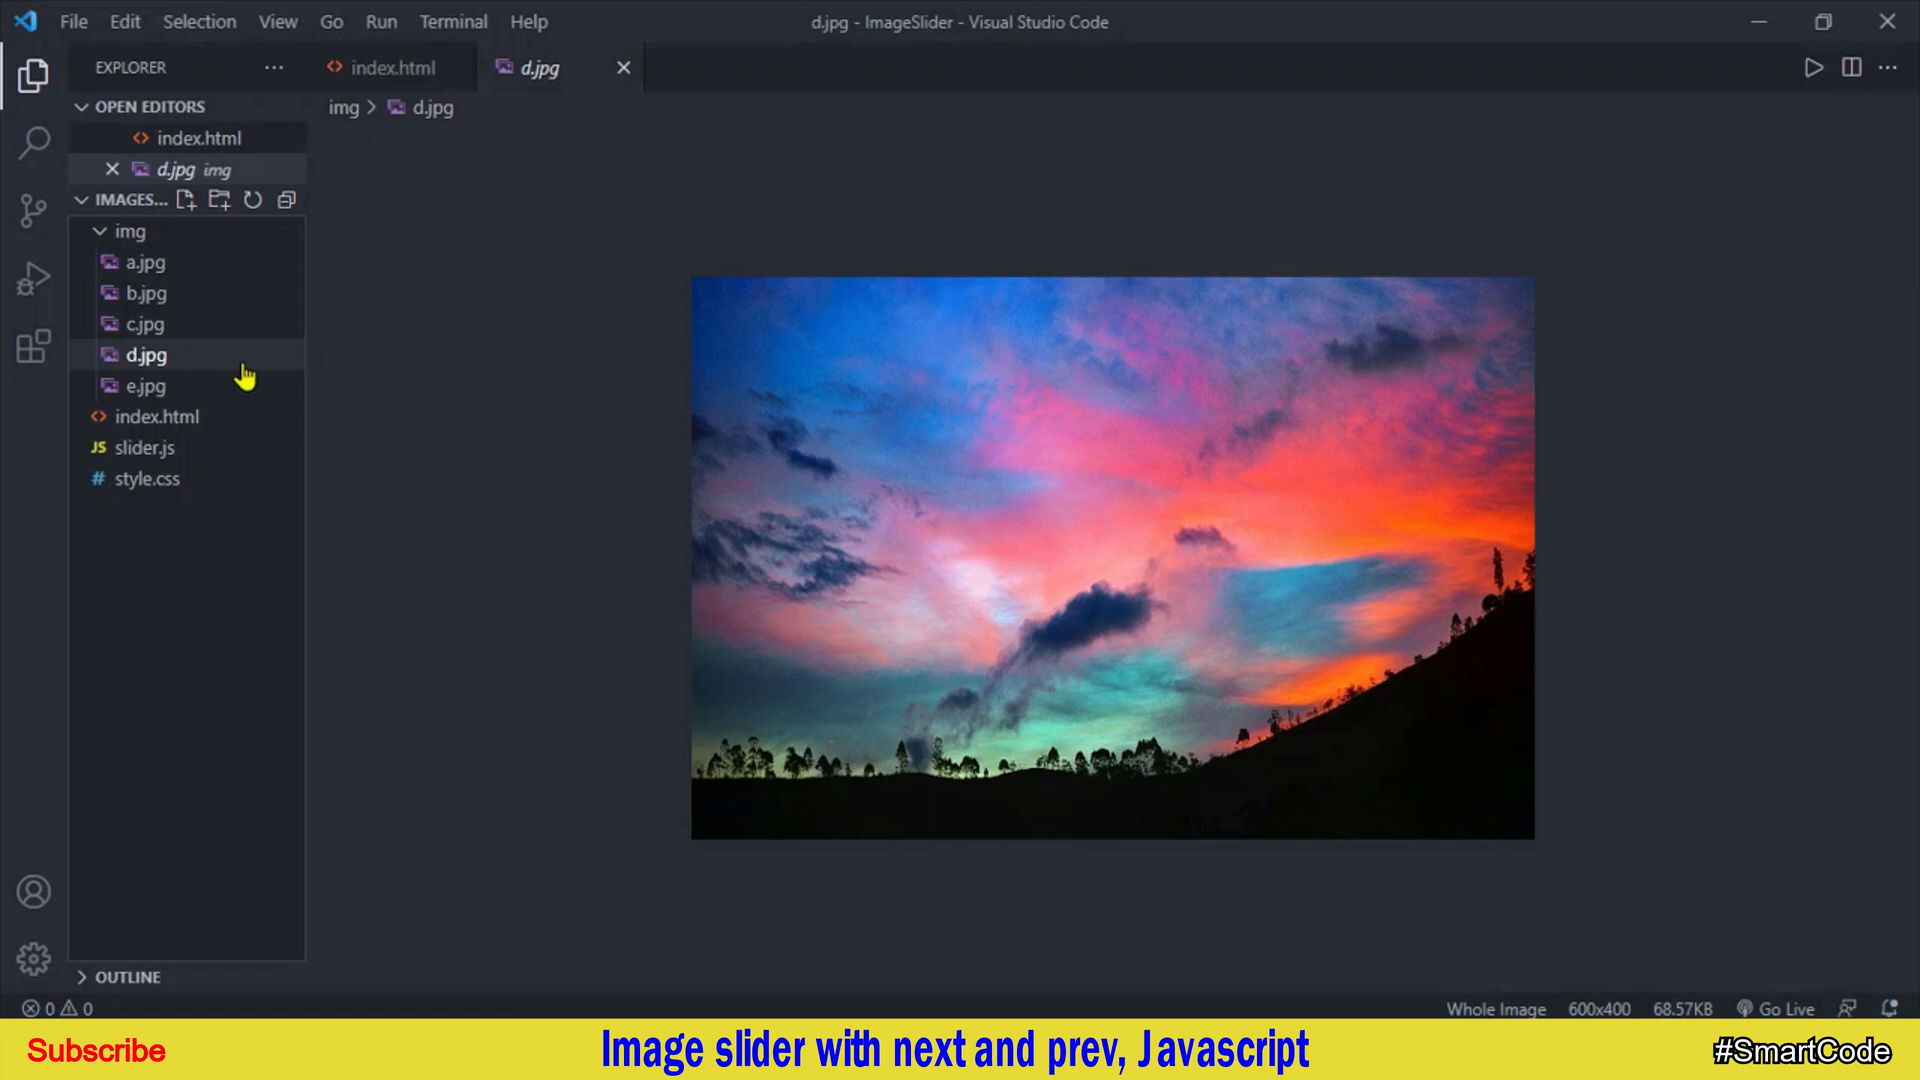 File Edit Selection View Go Run Terminal Help
d.jpg - ImageSlider - Visual Studio Code
EXPLORER
index.html
d.jpg
OPEN EDITORS
img
d.jpg
index.html
d.jpg img
IMAGES...
img
a.jpg
b.jpg
c.jpg
d.jpg
e.jpg
index.html
JS slider.js
# style.css
OUTLINE
0 0
Whole Image 600x400 68.57KB Go Live
Subscribe
Image slider with next and prev, Javascript
#SmartCode